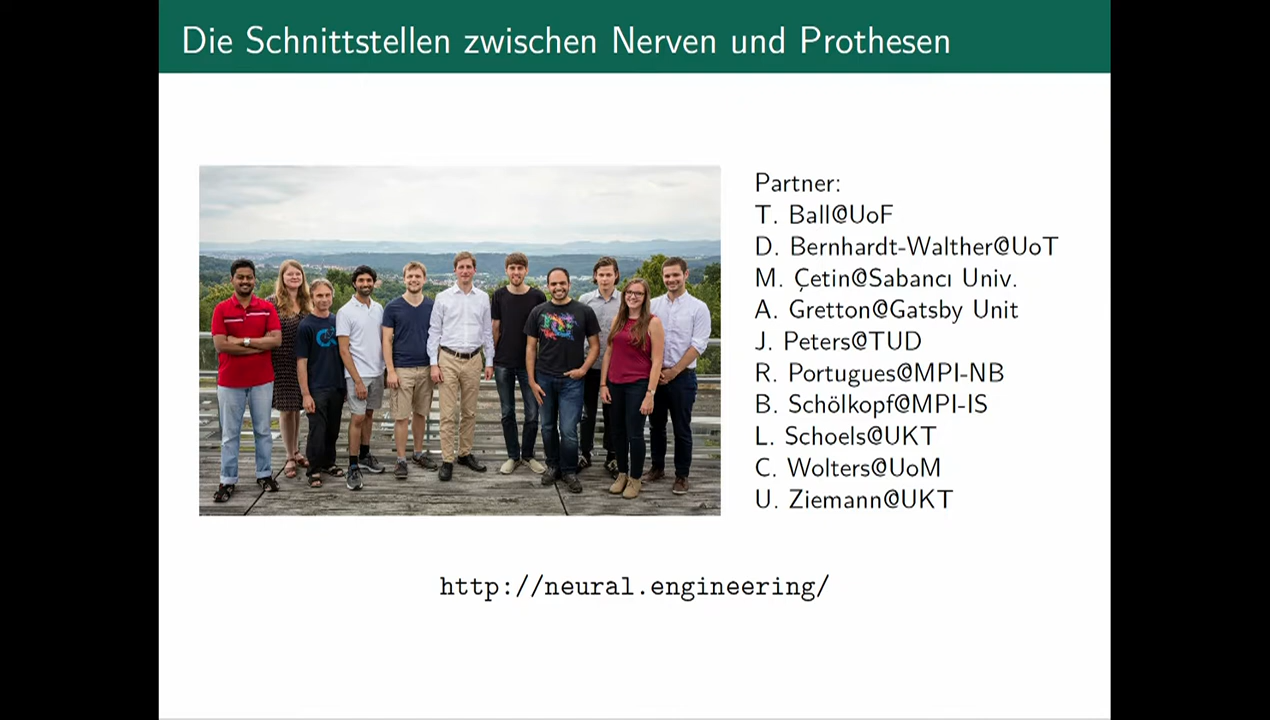 Die Schnittstellen zwischen Nerven und Prothesen
Partner:
T. Ball@UoF
D. Bernhardt-Walther@UoT
M. Çetin@Sabancı Univ.
A. Gretton@Gatsby Unit
J. Peters@TUD
R. Portugues@MPI-NB
B. Schölkopf@MPI-IS
L. Schoels@UKT
C. Wolters@UoM
U. Ziemann@UKT
http://neural.engineering/